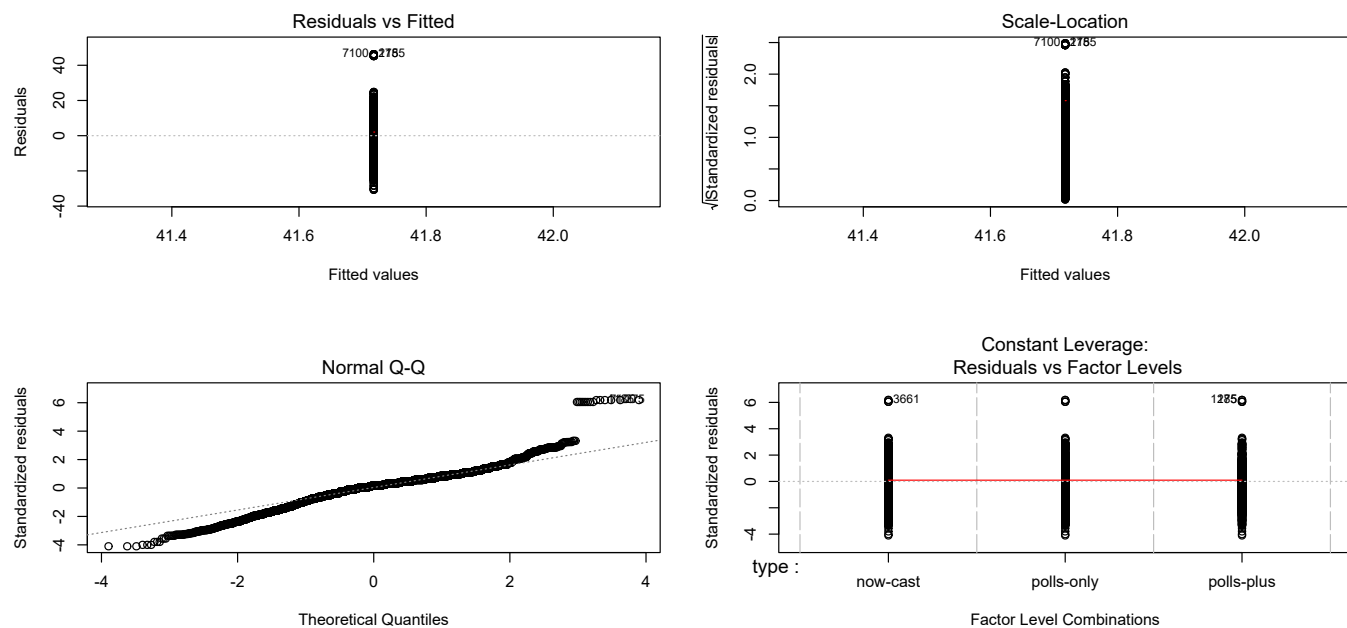 Residuals vs Fitted
Residuals
-40
0
20
40
41.4
41.6
41.8
42.0
Fitted values
Scale-Location
√|Standardized residuals|
0.0
1.0
2.0
41.4
41.6
41.8
42.0
Fitted values
Normal Q-Q
Standardized residuals
-4
-2
0
2
4
6
-4
-2
0
2
4
Theoretical Quantiles
Constant Leverage:
Residuals vs Factor Levels
Standardized residuals
-4
-2
0
2
4
6
3661
type :
now-cast
polls-only
polls-plus
Factor Level Combinations